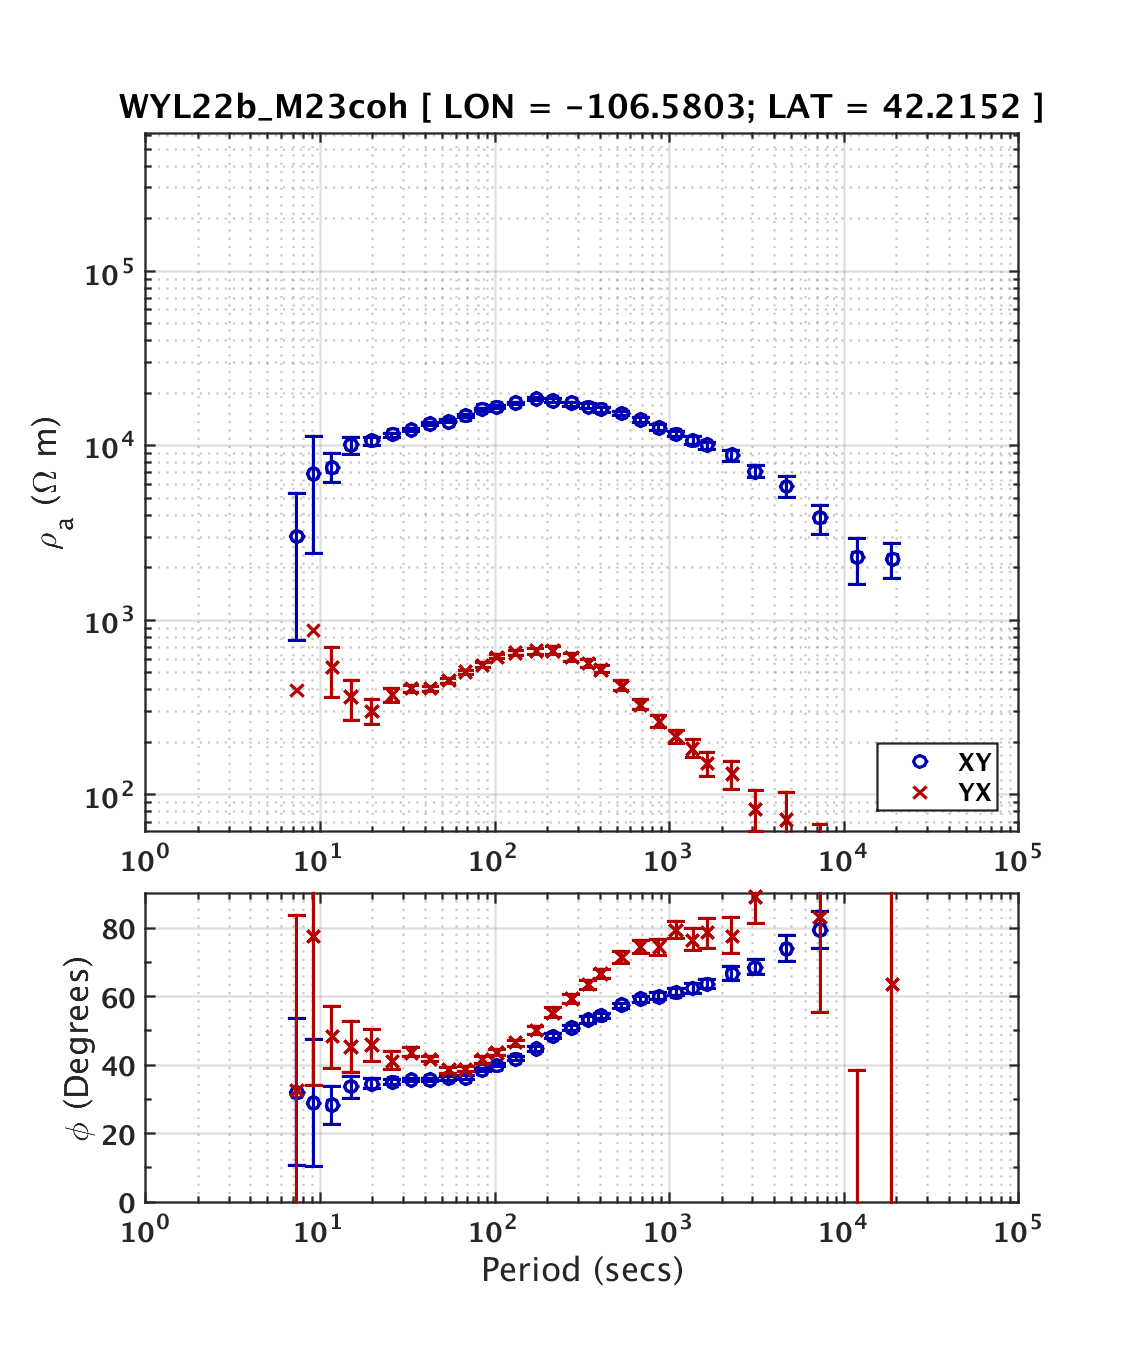 WYL22b_M23coh [ LON = -106.5803; LAT = 42.2152 ]
10^5
10^4
10^3
10^2
ρ_a (Ω m)
XY
YX
10^0 10^1 10^2 10^3 10^4 10^5
80
60
40
20
0
φ (Degrees)
10^0 10^1 10^2 10^3 10^4 10^5
Period (secs)